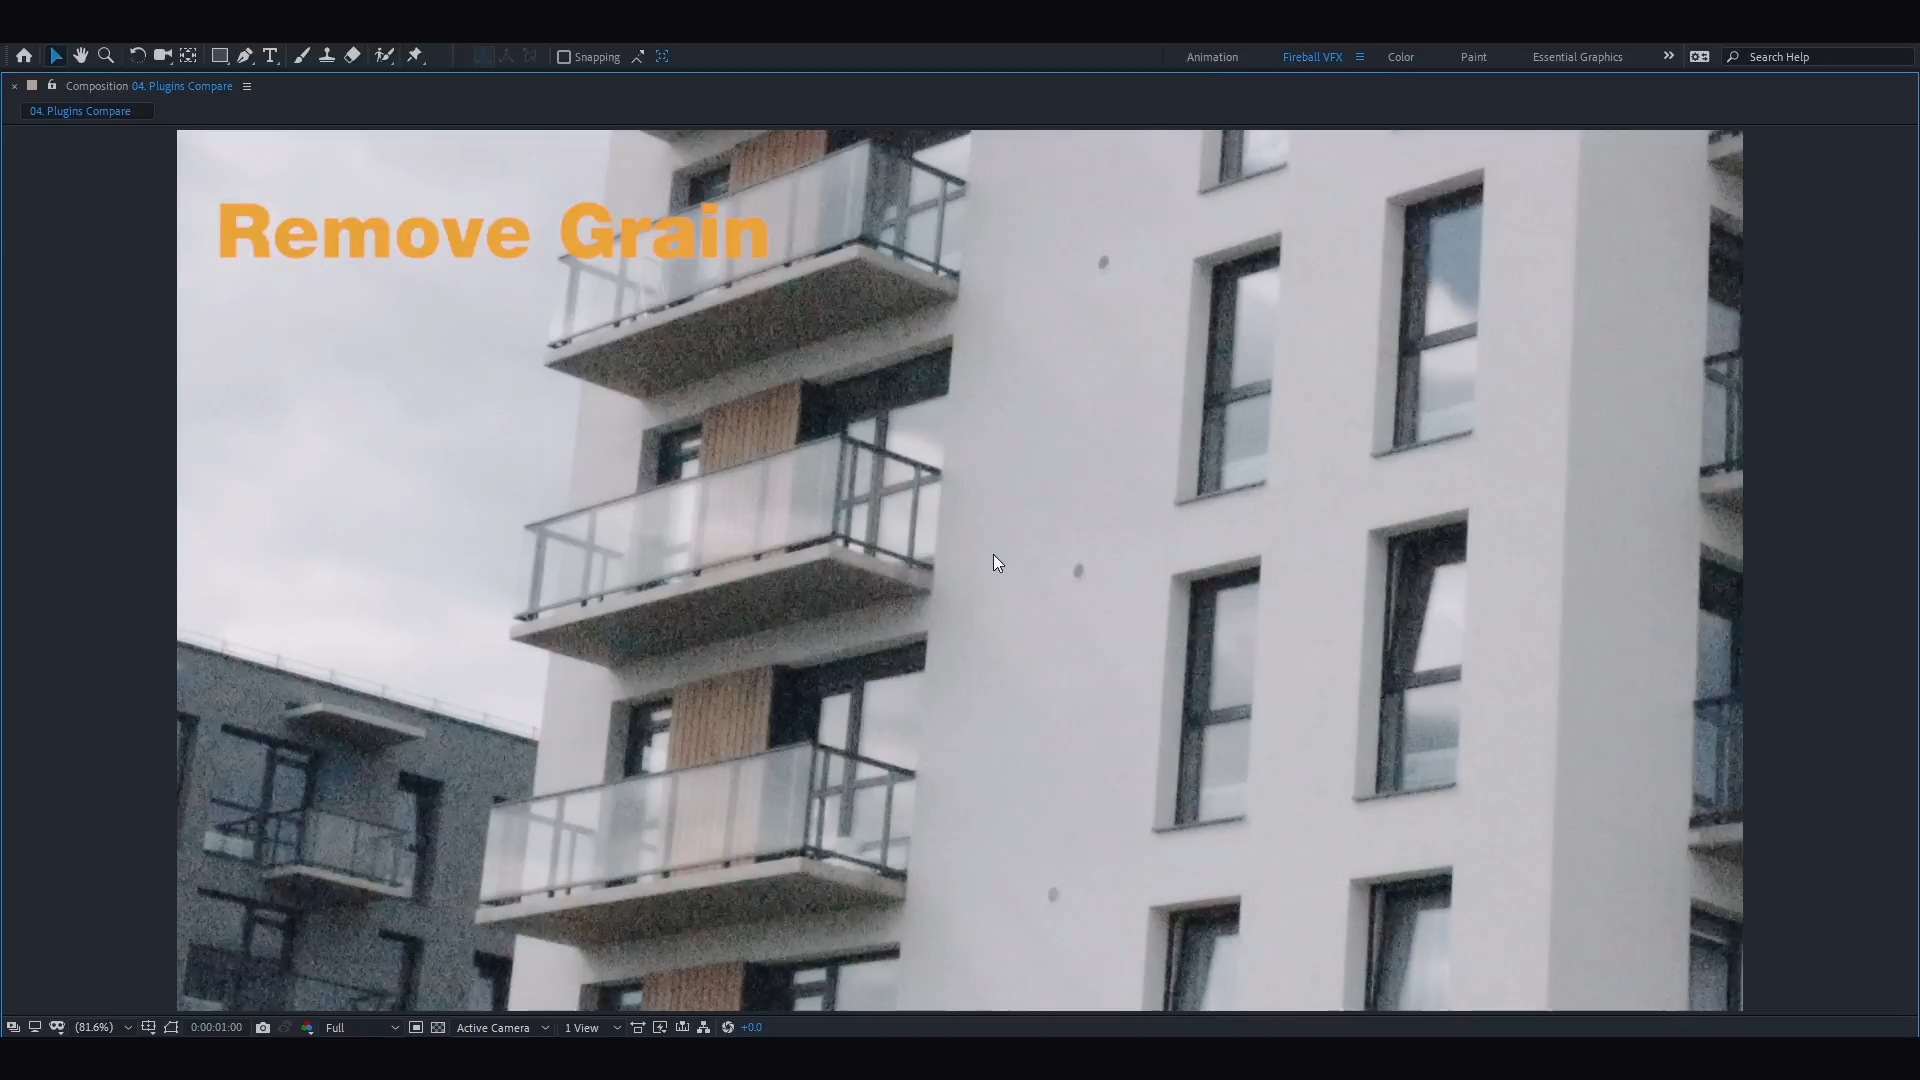 Snapping
Animation
Fireball VFX
Color
Paint
Essential Graphics
Search Help
Composition 04. Plugins Compare
04. Plugins Compare
Remove Grain
(81.6%)
0:00:01:00
Full
Active Camera
1 View
+0.0